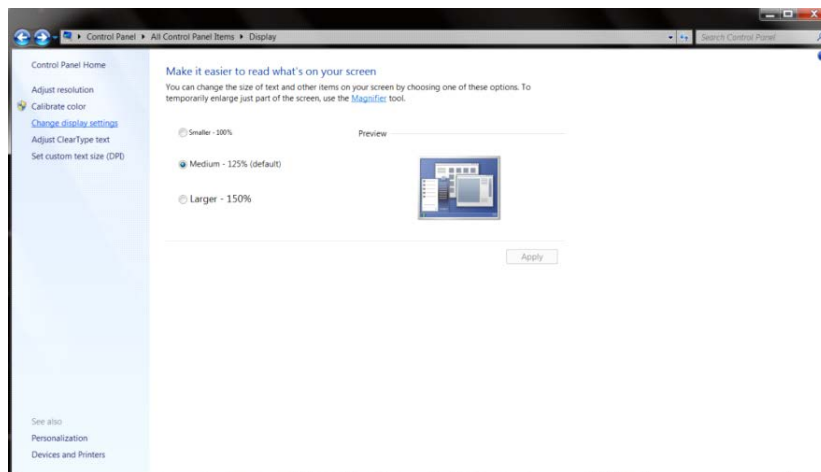 Control Panel ▸ All Control Panel Items ▸ Display
Search Control Panel
Control Panel Home
Adjust resolution
Calibrate color
Change display settings
Adjust ClearType text
Set custom text size (DPI)
Make it easier to read what's on your screen
You can change the size of text and other items on your screen by choosing one of these options. To
temporarily enlarge just part of the screen, use the Magnifier tool.
Smaller - 100%
Preview
Medium - 125% (default)
Larger - 150%
Apply
See also
Personalization
Devices and Printers